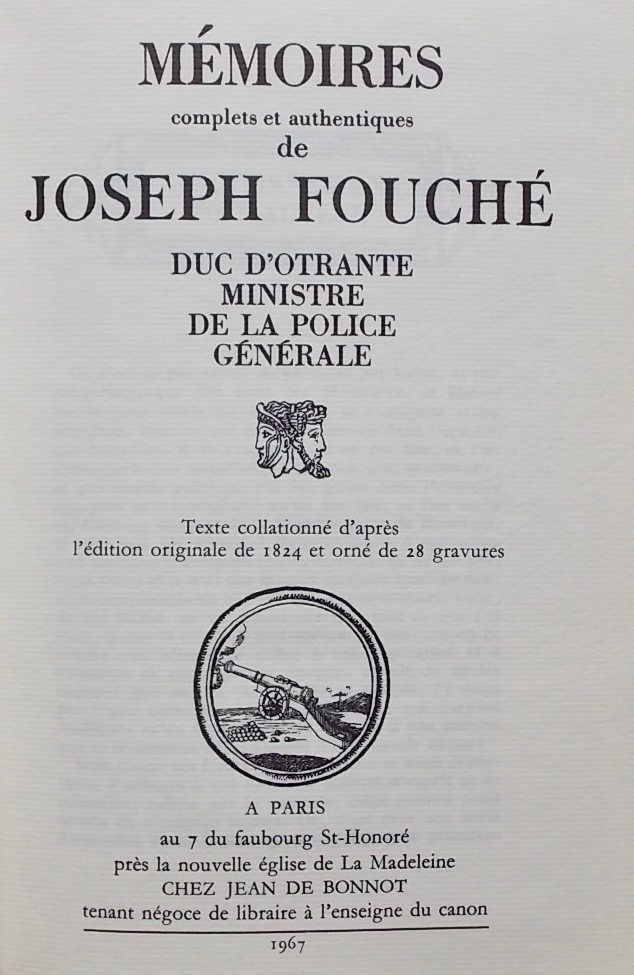 MÉMOIRES
complets et authentiques
de
JOSEPH FOUCHÉ
DUC D'OTRANTE
MINISTRE
DE LA POLICE
GÉNÉRALE
Texte collationné d'après
l'édition originale de 1824 et orné de 28 gravures
A PARIS
au 7 du faubourg St-Honoré
près la nouvelle église de La Madeleine
CHEZ JEAN DE BONNOT
tenant négoce de libraire à l'enseigne du canon
1967